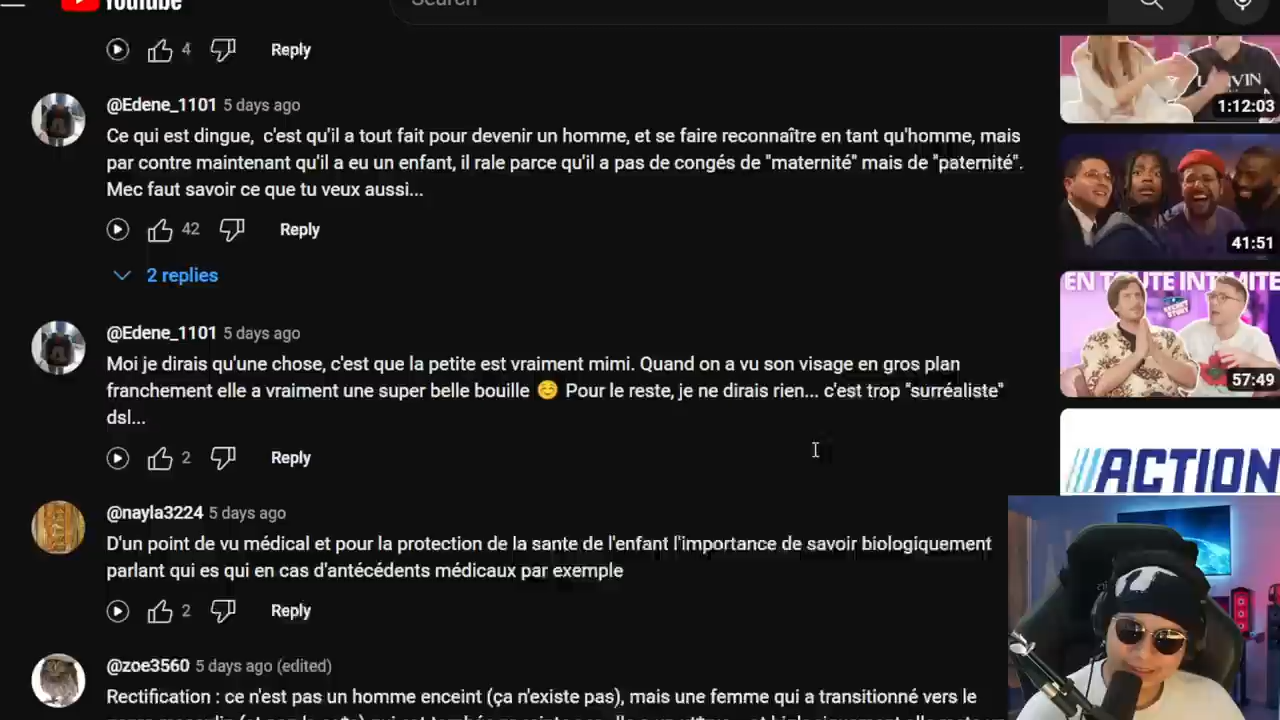 YouTube
Search
4 Reply
@Edene_1101 5 days ago
Ce qui est dingue, c'est qu'il a tout fait pour devenir un homme, et se faire reconnaître en tant qu'homme, mais
par contre maintenant qu'il a eu un enfant, il rale parce qu'il a pas de congés de "maternité" mais de "paternité".
Mec faut savoir ce que tu veux aussi...
42 Reply
2 replies
@Edene_1101 5 days ago
Moi je dirais qu'une chose, c'est que la petite est vraiment mimi. Quand on a vu son visage en gros plan
franchement elle a vraiment une super belle bouille ☺️ Pour le reste, je ne dirais rien... c'est trop "surréaliste"
dsl...
2 Reply
@nayla3224 5 days ago
D'un point de vu médical et pour la protection de la sante de l'enfant l'importance de savoir biologiquement
parlant qui es qui en cas d'antécédents médicaux par exemple
2 Reply
@zoe3560 5 days ago (edited)
Rectification : ce n'est pas un homme enceint (ça n'existe pas), mais une femme qui a transitionné vers le
1:12:03
41:51
EN TOUTE INTIMITE
57:49
ACTION